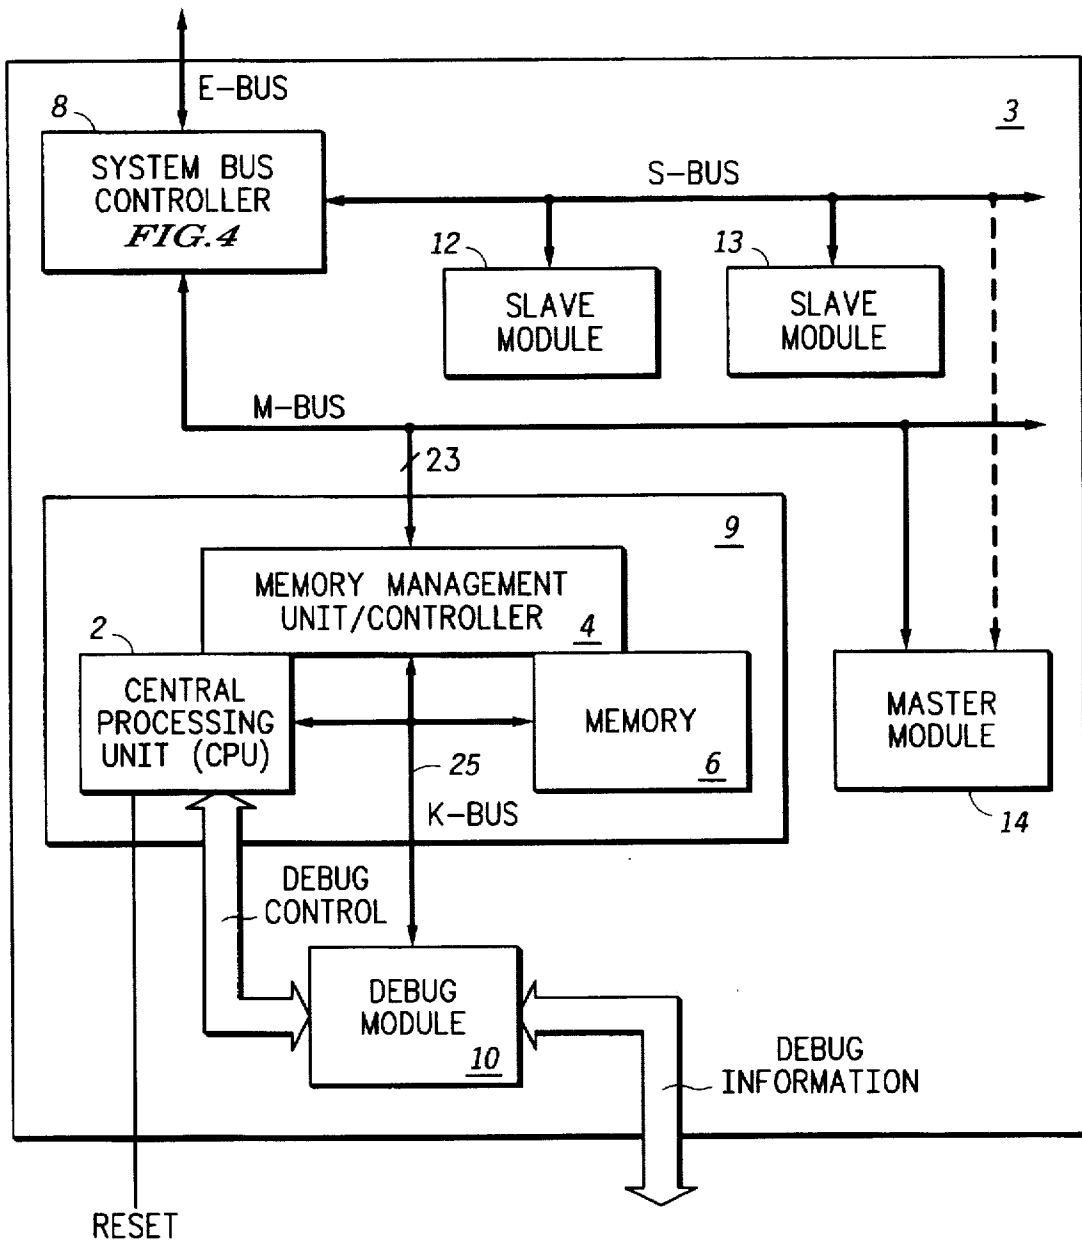 E-BUS
8
3
SYSTEM BUS
CONTROLLER
FIG.4
S-BUS
12
13
SLAVE
MODULE
SLAVE
MODULE
M-BUS
23
9
MEMORY MANAGEMENT
UNIT/CONTROLLER
4
2
CENTRAL
PROCESSING
UNIT (CPU)
MEMORY
6
MASTER
MODULE
14
25
K-BUS
DEBUG
CONTROL
DEBUG
MODULE
10
DEBUG
INFORMATION
RESET